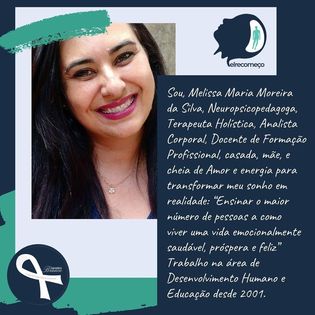 elrecomeço
Sou, Melissa Maria Moreira
da Silva, Neuropsicopedagoga,
Terapeuta Holística, Analista
Corporal, Docente de Formação
Profissional, casada, mãe, e
cheia de Amor e energia para
transformar meu sonho em
realidade: “Ensinar o maior
número de pessoas a como
viver uma vida emocionalmente
saudável, próspera e feliz”
Trabalho na área de
Desenvolvimento Humano e
Educação desde 2001.